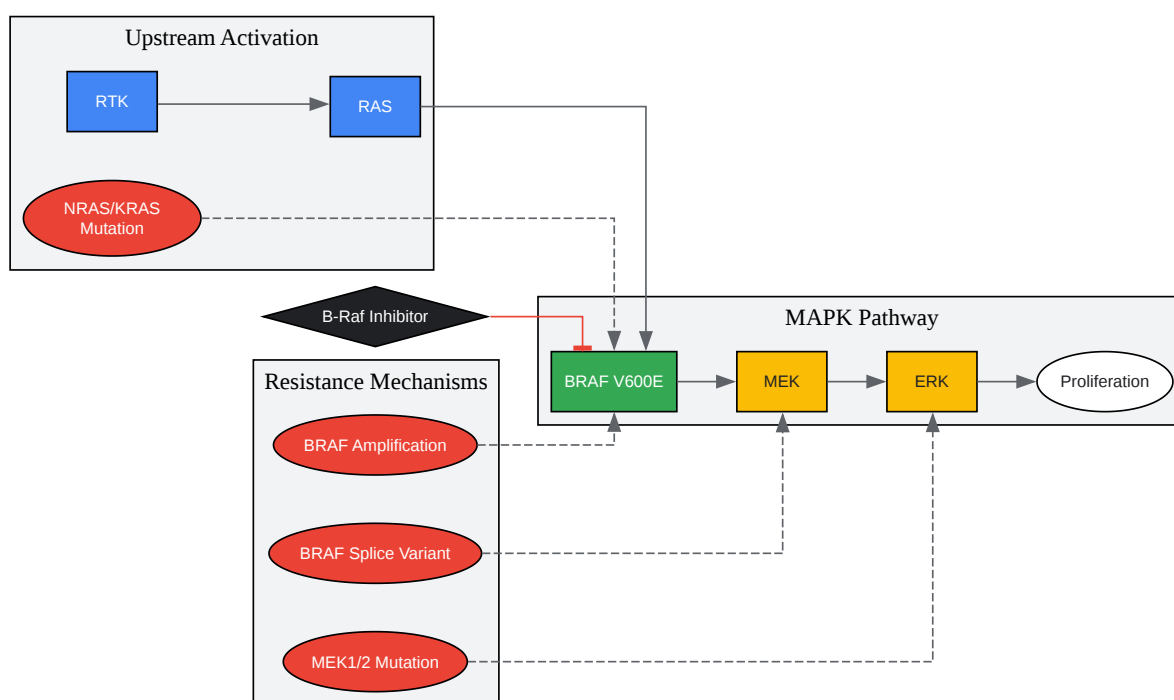 Upstream Activation
RTK
RAS
NRAS/KRAS
Mutation
B-Raf Inhibitor
MAPK Pathway
BRAF V600E
MEK
ERK
Proliferation
Resistance Mechanisms
BRAF Amplification
BRAF Splice Variant
MEK1/2 Mutation